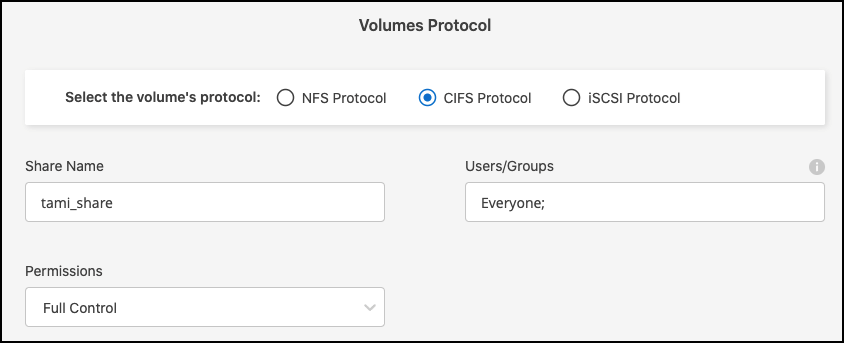 Volumes Protocol
Select the volume's protocol: NFS Protocol CIFS Protocol iSCSI Protocol
Share Name
Users/Groups
tami_share
Everyone;
Permissions
Full Control